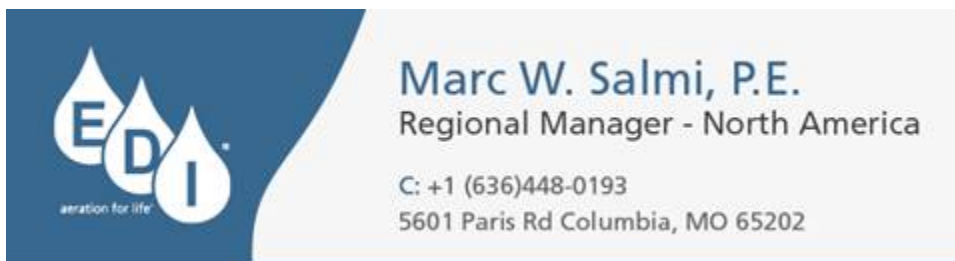 EDI
aeration for life
Marc W. Salmi, P.E.
Regional Manager - North America
C: +1 (636)448-0193
5601 Paris Rd Columbia, MO 65202